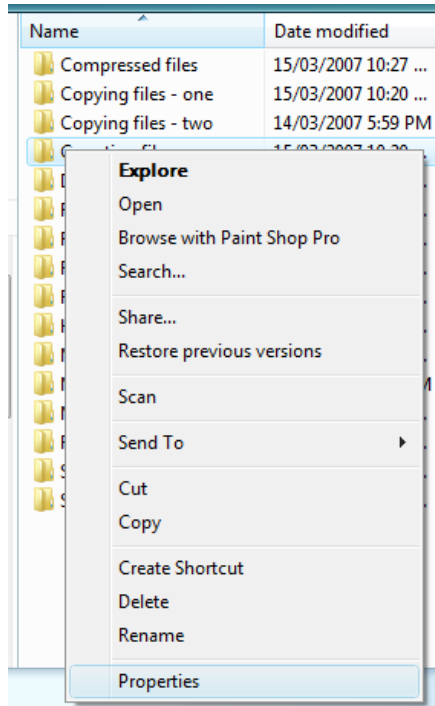 Name Date modified
Compressed files 15/03/2007 10:27 ...
Copying files - one 15/03/2007 10:20 ...
Copying files - two 14/03/2007 5:59 PM
Explore
Open
Browse with Paint Shop Pro
Search...
Share...
Restore previous versions
Scan
Send To
Cut
Copy
Create Shortcut
Delete
Rename
Properties